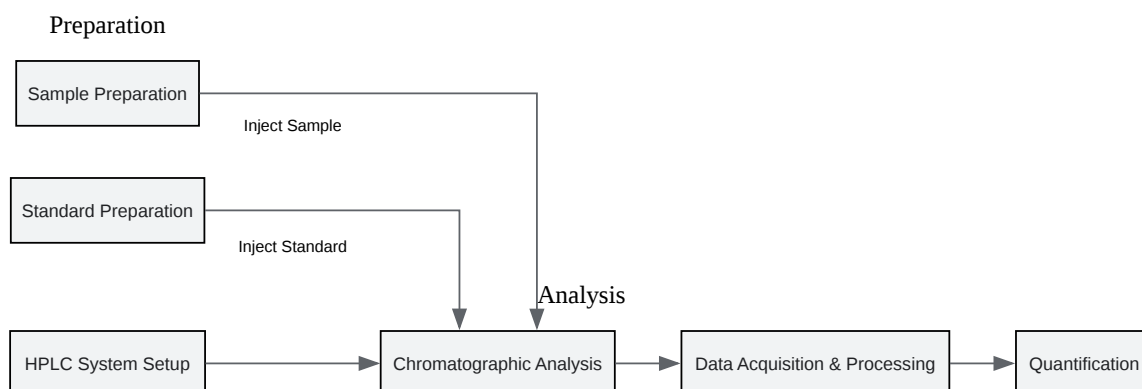 Preparation
Sample Preparation
Inject Sample
Standard Preparation
Inject Standard
Analysis
HPLC System Setup
Chromatographic Analysis
Data Acquisition & Processing
Quantification